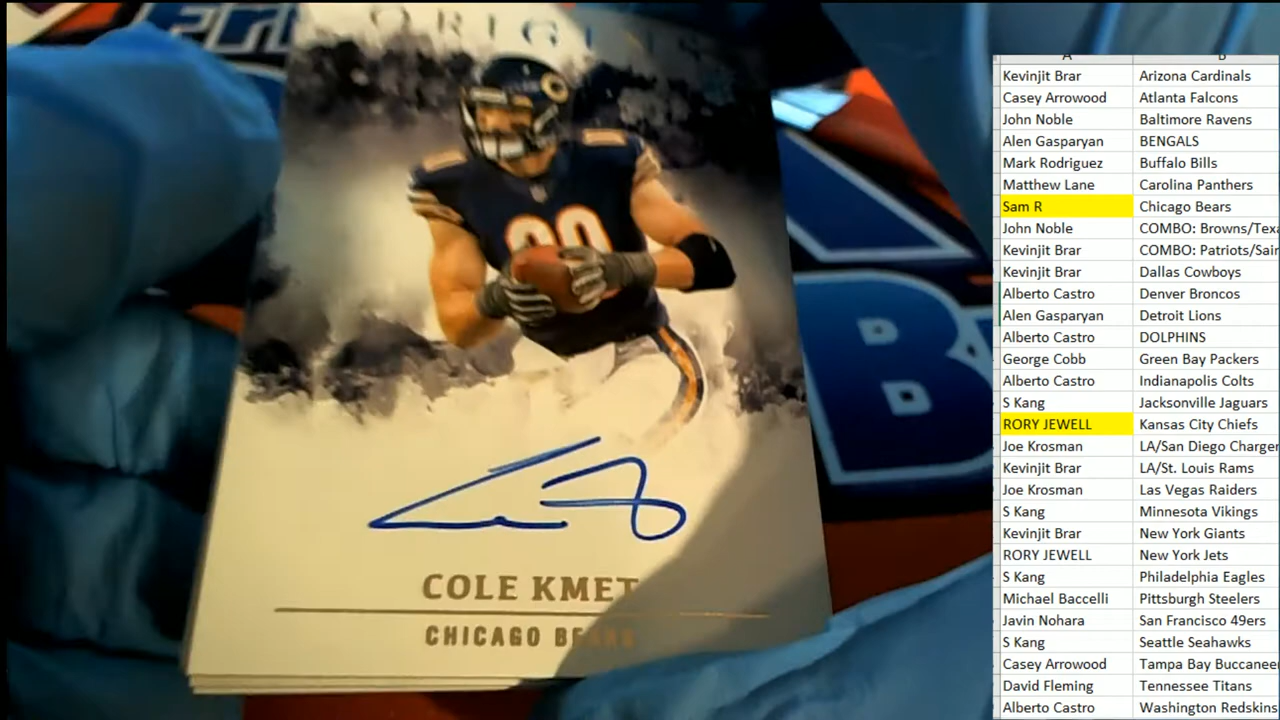 ORIGINS
COLE KMET
CHICAGO BEARS
A B
Kevinjit Brar Arizona Cardinals
Casey Arrowood Atlanta Falcons
John Noble Baltimore Ravens
Alen Gasparyan BENGALS
Mark Rodriguez Buffalo Bills
Matthew Lane Carolina Panthers
Sam R Chicago Bears
John Noble COMBO: Browns/Texa
Kevinjit Brar COMBO: Patriots/Sain
Kevinjit Brar Dallas Cowboys
Alberto Castro Denver Broncos
Alen Gasparyan Detroit Lions
Alberto Castro DOLPHINS
George Cobb Green Bay Packers
Alberto Castro Indianapolis Colts
S Kang Jacksonville Jaguars
RORY JEWELL Kansas City Chiefs
Joe Krosman LA/San Diego Charger
Kevinjit Brar LA/St. Louis Rams
Joe Krosman Las Vegas Raiders
S Kang Minnesota Vikings
Kevinjit Brar New York Giants
RORY JEWELL New York Jets
S Kang Philadelphia Eagles
Michael Baccelli Pittsburgh Steelers
Javin Nohara San Francisco 49ers
S Kang Seattle Seahawks
Casey Arrowood Tampa Bay Buccanee
David Fleming Tennessee Titans
Alberto Castro Washington Redskins